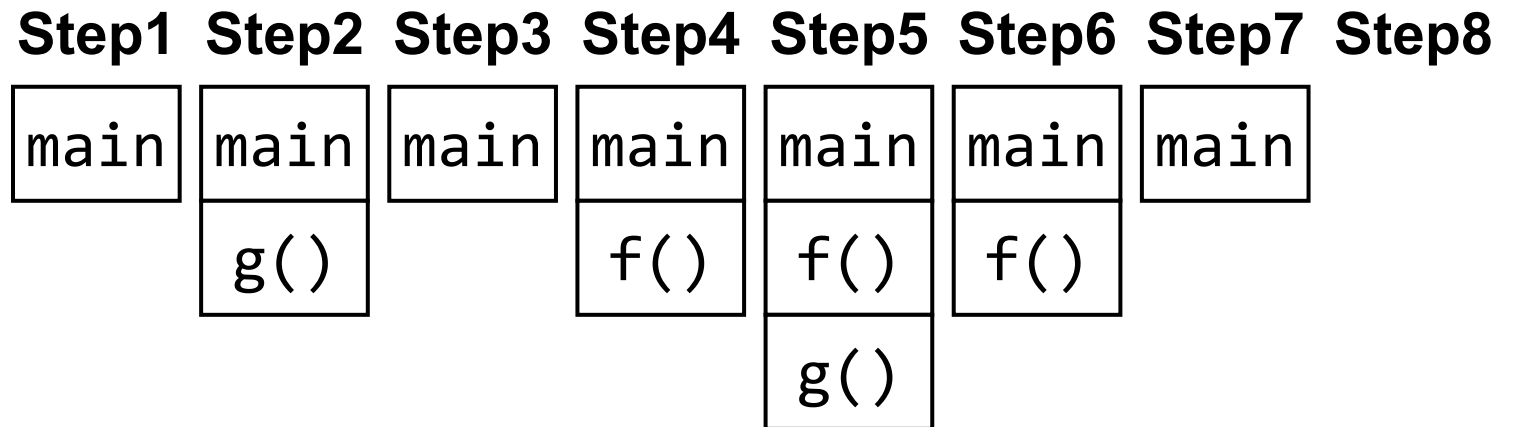 Step1 Step2 Step3 Step4 Step5 Step6 Step7 Step8
main main main main main main main
g() f() f() f()
g()